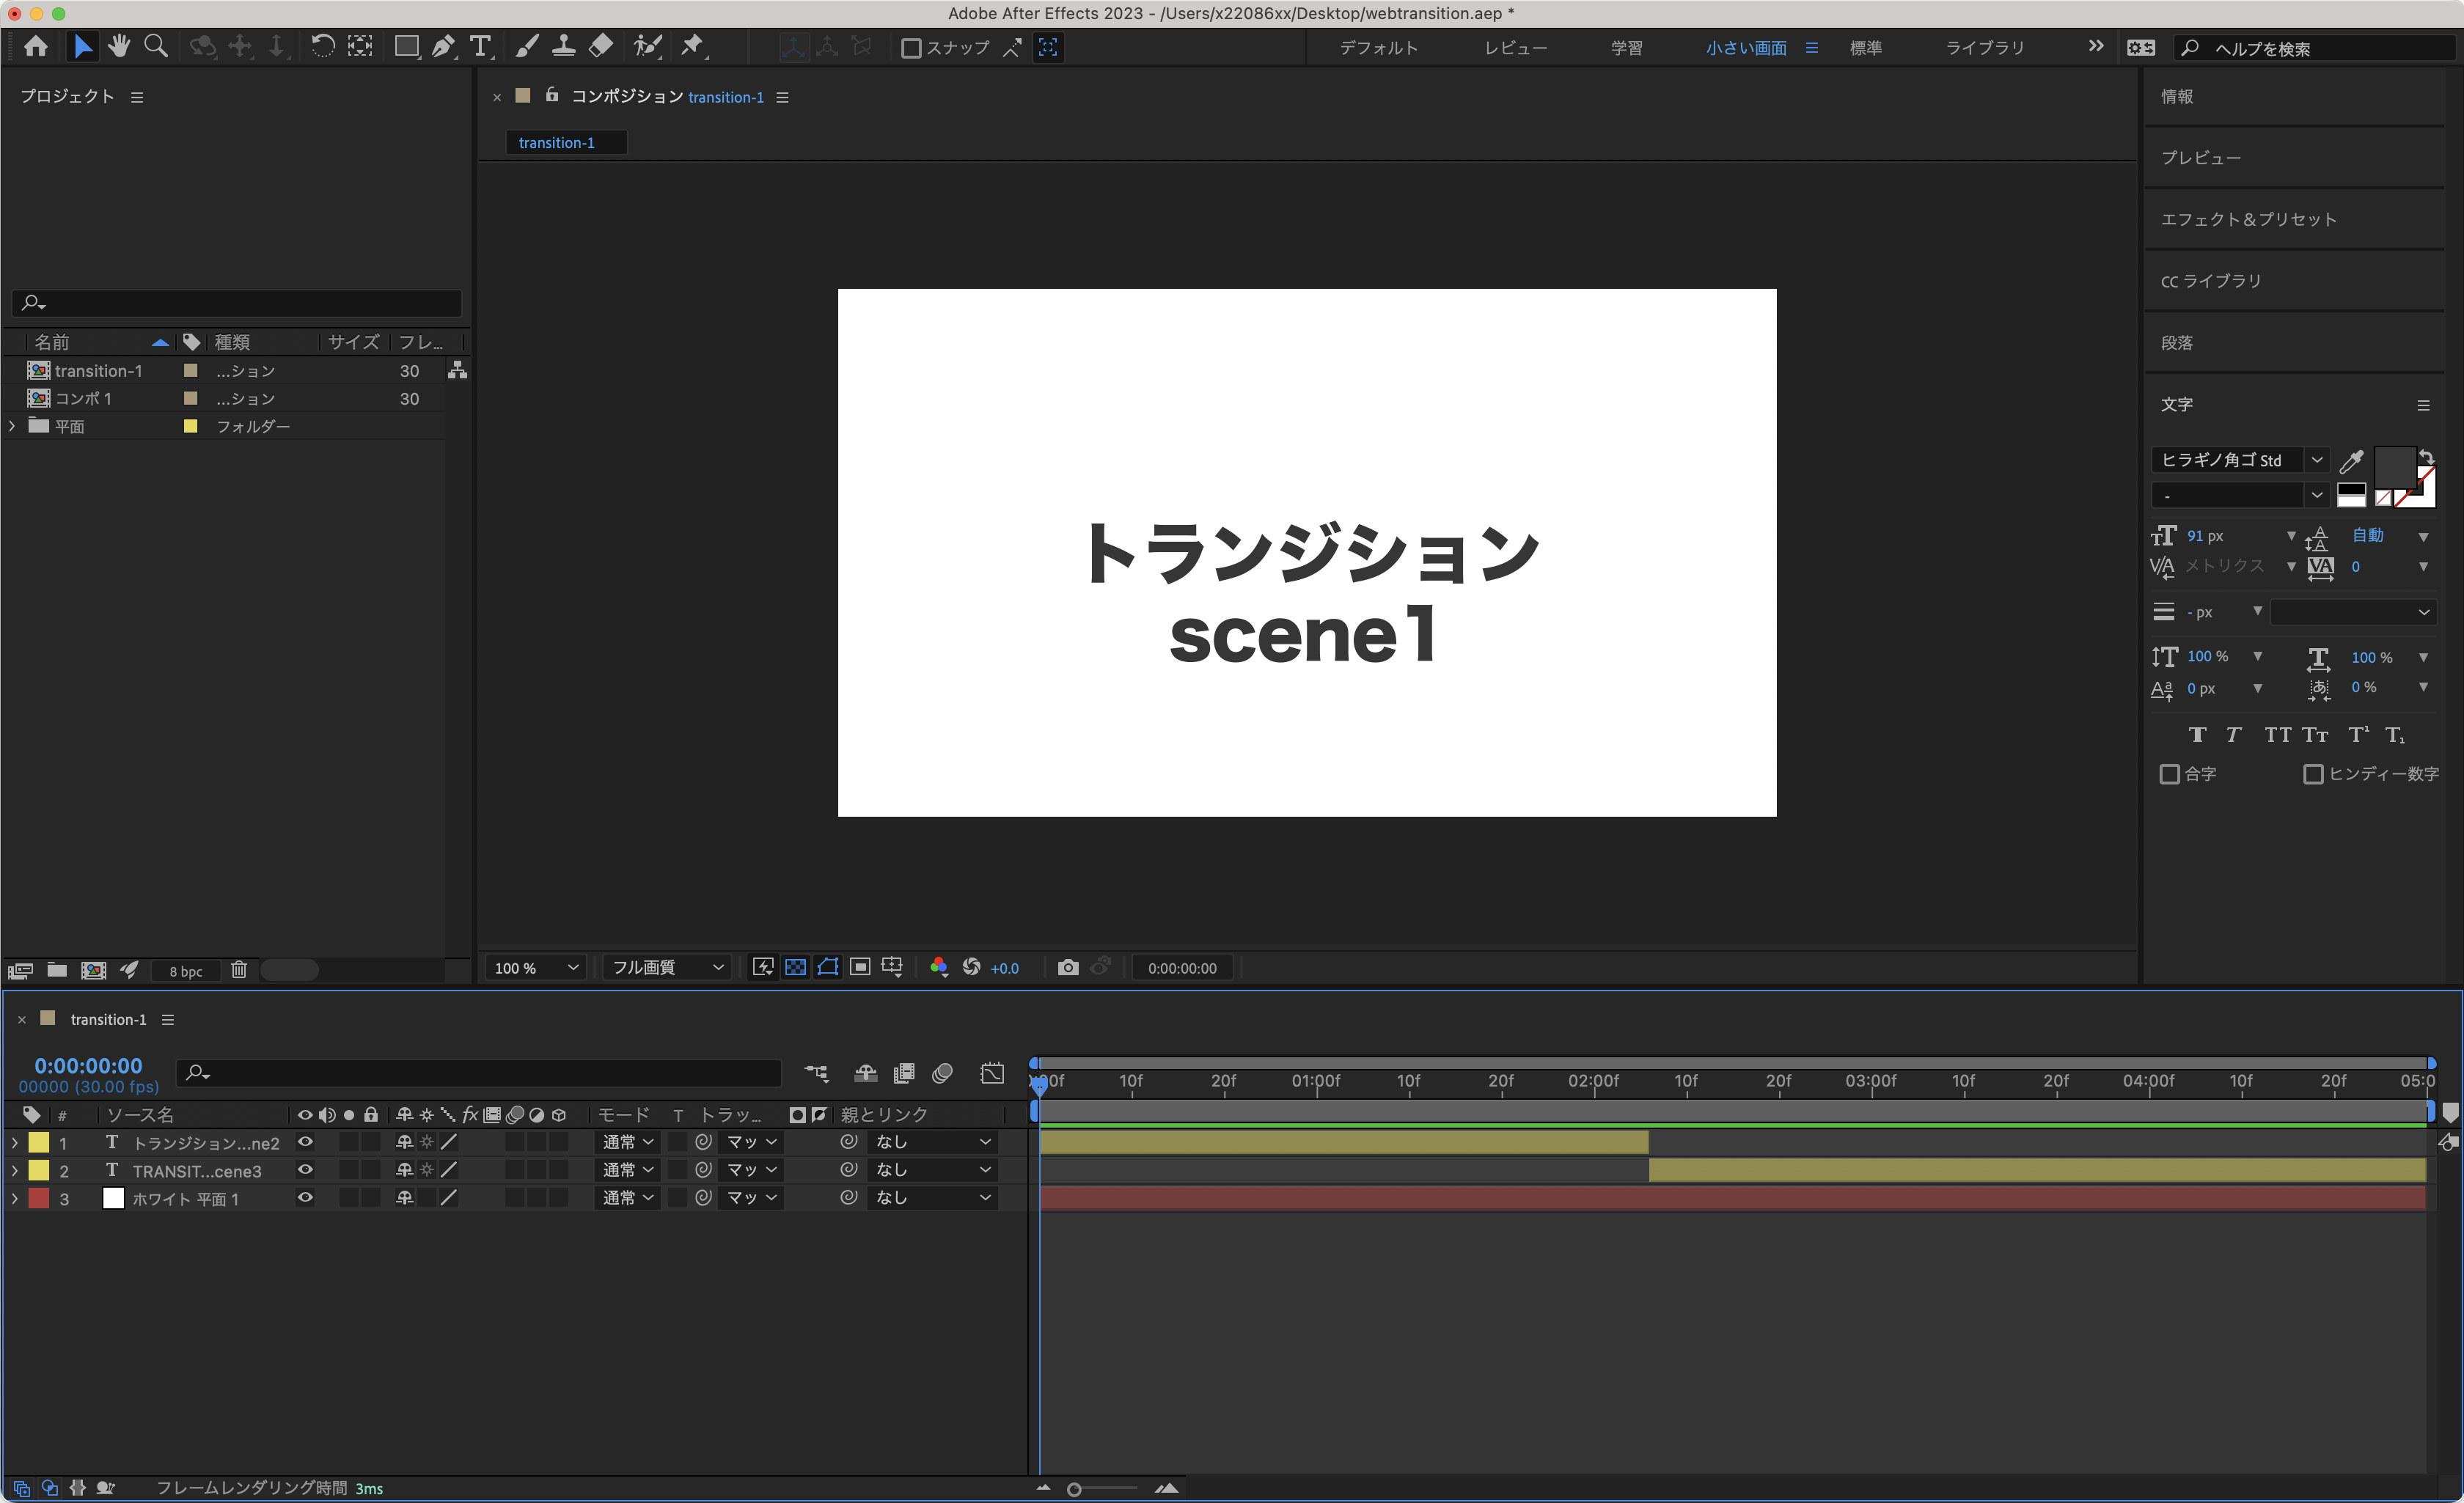 Adobe After Effects 2023 - /Users/x22086xx/Desktop/webtransition.aep *
スナップ
デフォルト
レビュー
学習
小さい画面
標準
ライブラリ
ヘルプを検索
プロジェクト
名前 種類 サイズ フレ...
transition-1 ...ション 30
コンポ 1 ...ション 30
平面 フォルダー
8 bpc
コンポジション transition-1
transition-1
トランジション
scene1
100 %
フル画質
+0.0
0:00:00:00
情報
プレビュー
エフェクト＆プリセット
CC ライブラリ
段落
文字
ヒラギノ角ゴ Std
-
91 px 自動
メトリクス 0
- px
100 % 100 %
0 px 0 %
合字 ヒンディー数字
transition-1
0:00:00:00
00000 (30.00 fps)
:00f 10f 20f 01:00f 10f 20f 02:00f 10f 20f 03:00f 10f 20f 04:00f 10f 20f 05:0
# ソース名 モード T トラッ... 親とリンク
1 トランジション...ne2 通常 マッ なし
2 TRANSIT...cene3 通常 マッ なし
3 ホワイト 平面 1 通常 マッ なし
フレームレンダリング時間 3ms